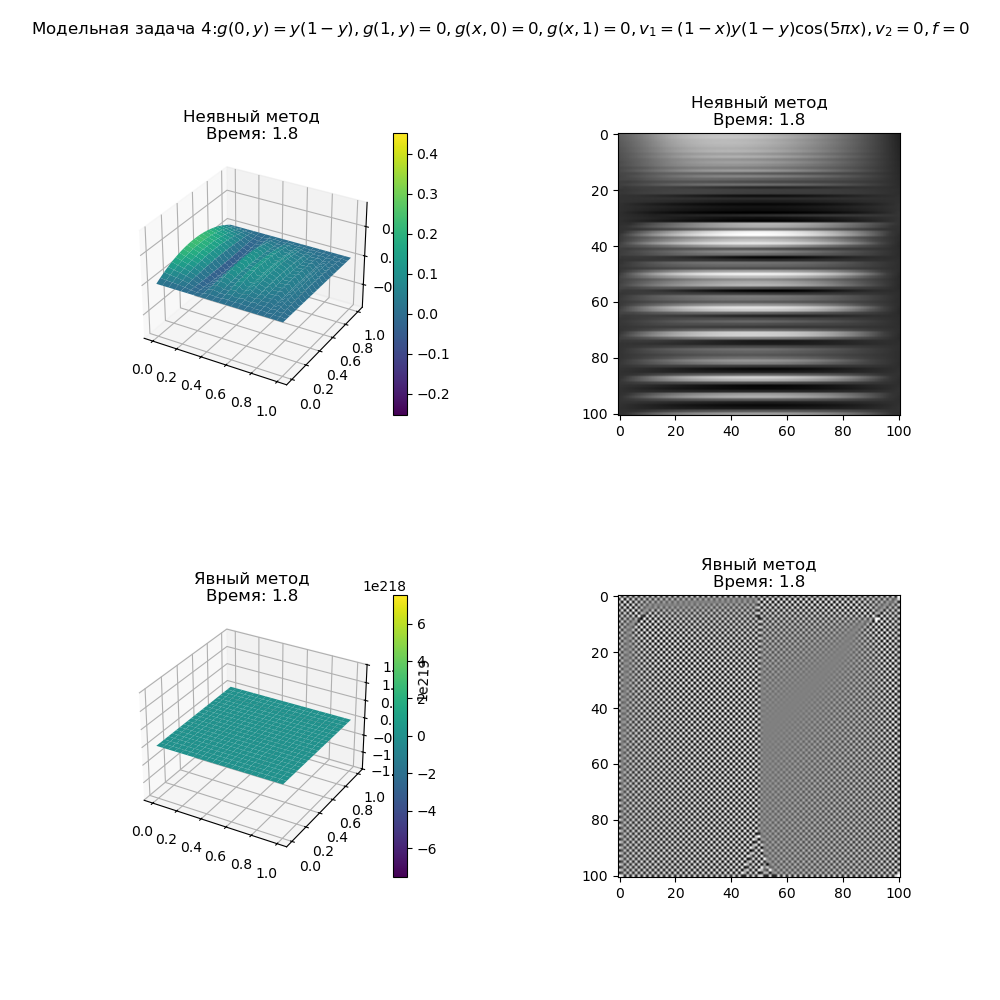 Модельная задача 4:g(0, y) = y(1 − y), g(1, y) = 0, g(x, 0) = 0, g(x, 1) = 0, v₁ = (1 − x)y(1 − y)cos(5πx), v₂ = 0, f = 0
Неявный метод
Время: 1.8
0.4
0.3
0.2
0.1
0.0
−0.1
−0.2
0.0 0.2 0.4 0.6 0.8 1.0
0.0 0.2 0.4 0.6 0.8 1.0
Неявный метод
Время: 1.8
0
20
40
60
80
100
0 20 40 60 80 100
Явный метод
Время: 1.8
1e218
6
4
2
0
−2
−4
−6
1e219
0.0 0.2 0.4 0.6 0.8 1.0
0.0 0.2 0.4 0.6 0.8 1.0
Явный метод
Время: 1.8
0
20
40
60
80
100
0 20 40 60 80 100